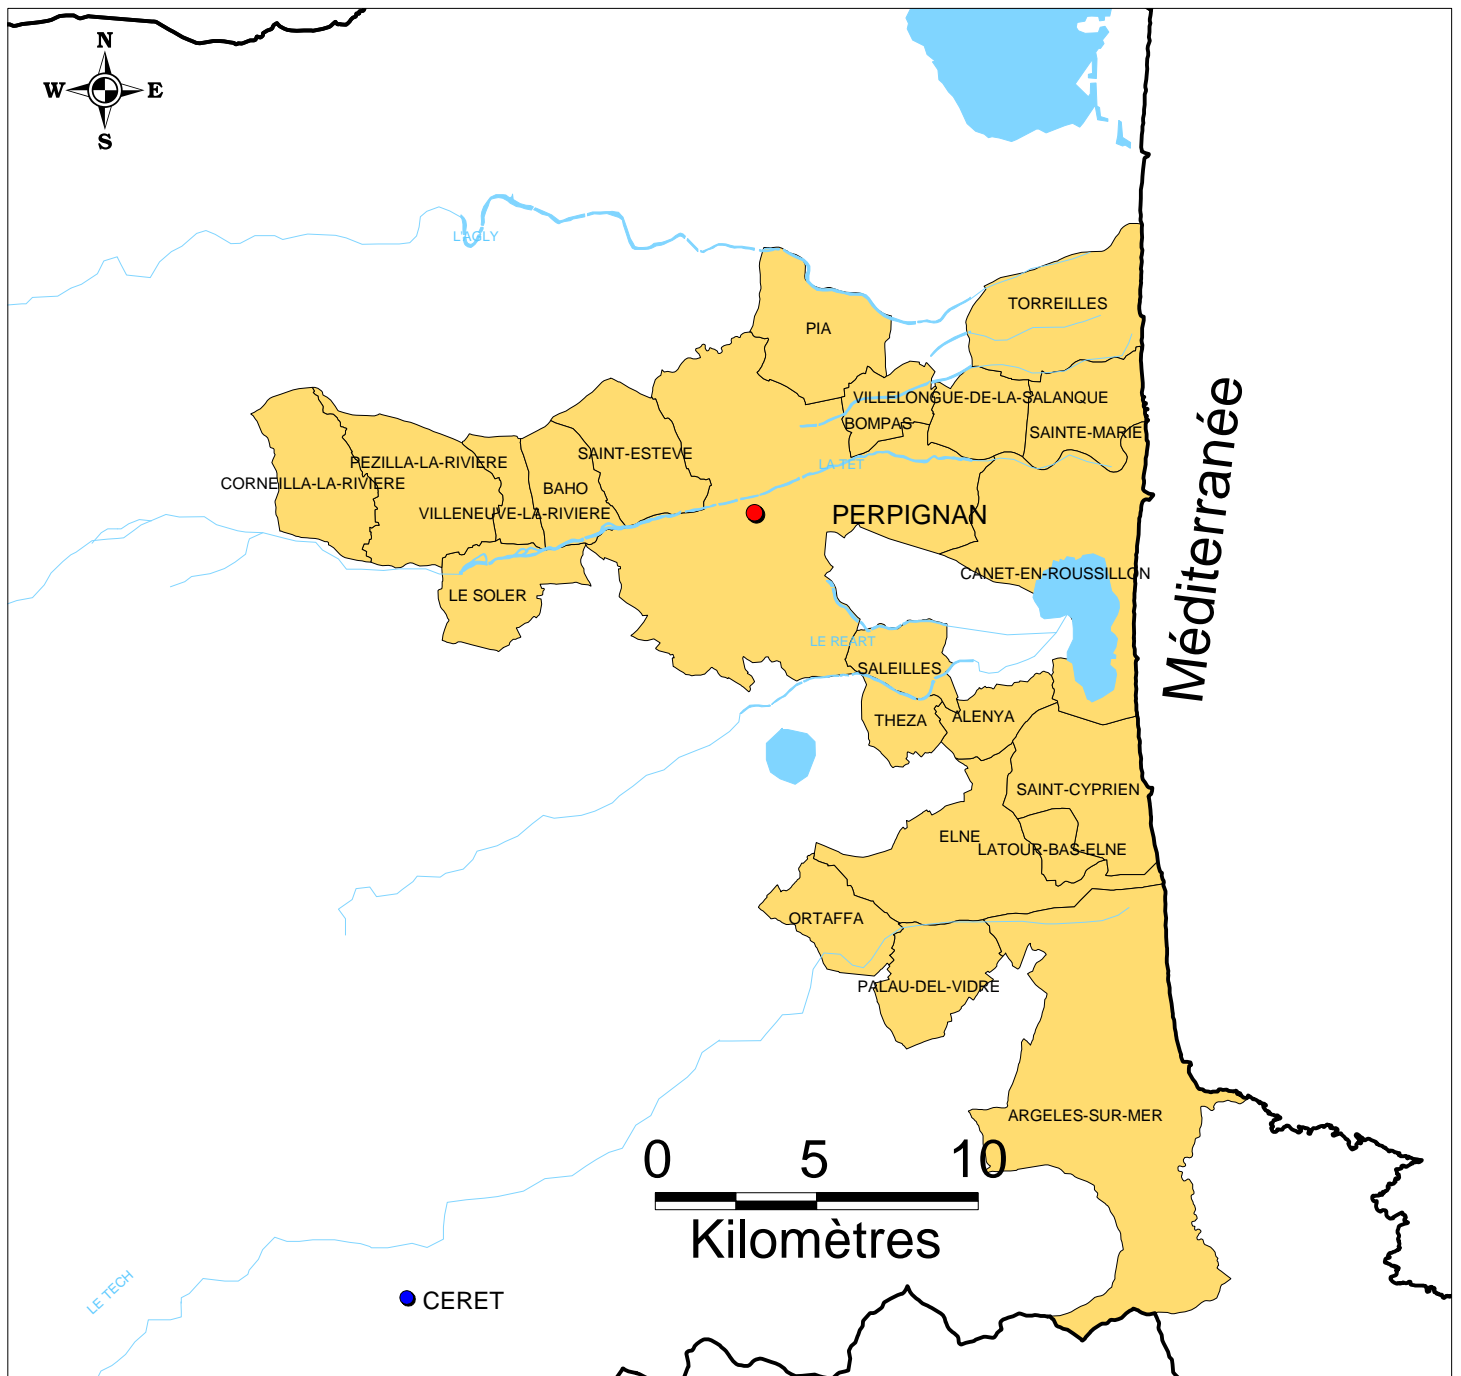 N
W E
S
L'AGLY
TORREILLES
PIA
VILLELONGUE-DE-LA-SALANQUE
BOMPAS
SAINTE-MARIE
SAINT-ESTEVE
PEZILLA-LA-RIVIERE
LA TET
CORNEILLA-LA-RIVIERE
BAHO
VILLENEUVE-LA-RIVIERE
PERPIGNAN
Méditerranée
CANET-EN-ROUSSILLON
LE SOLER
LE REART
SALEILLES
THEZA
ALENYA
SAINT-CYPRIEN
ELNE
LATOUR-BAS-ELNE
ORTAFFA
PALAU-DEL-VIDRE
ARGELES-SUR-MER
0 5 10
Kilomètres
LE TECH
CERET